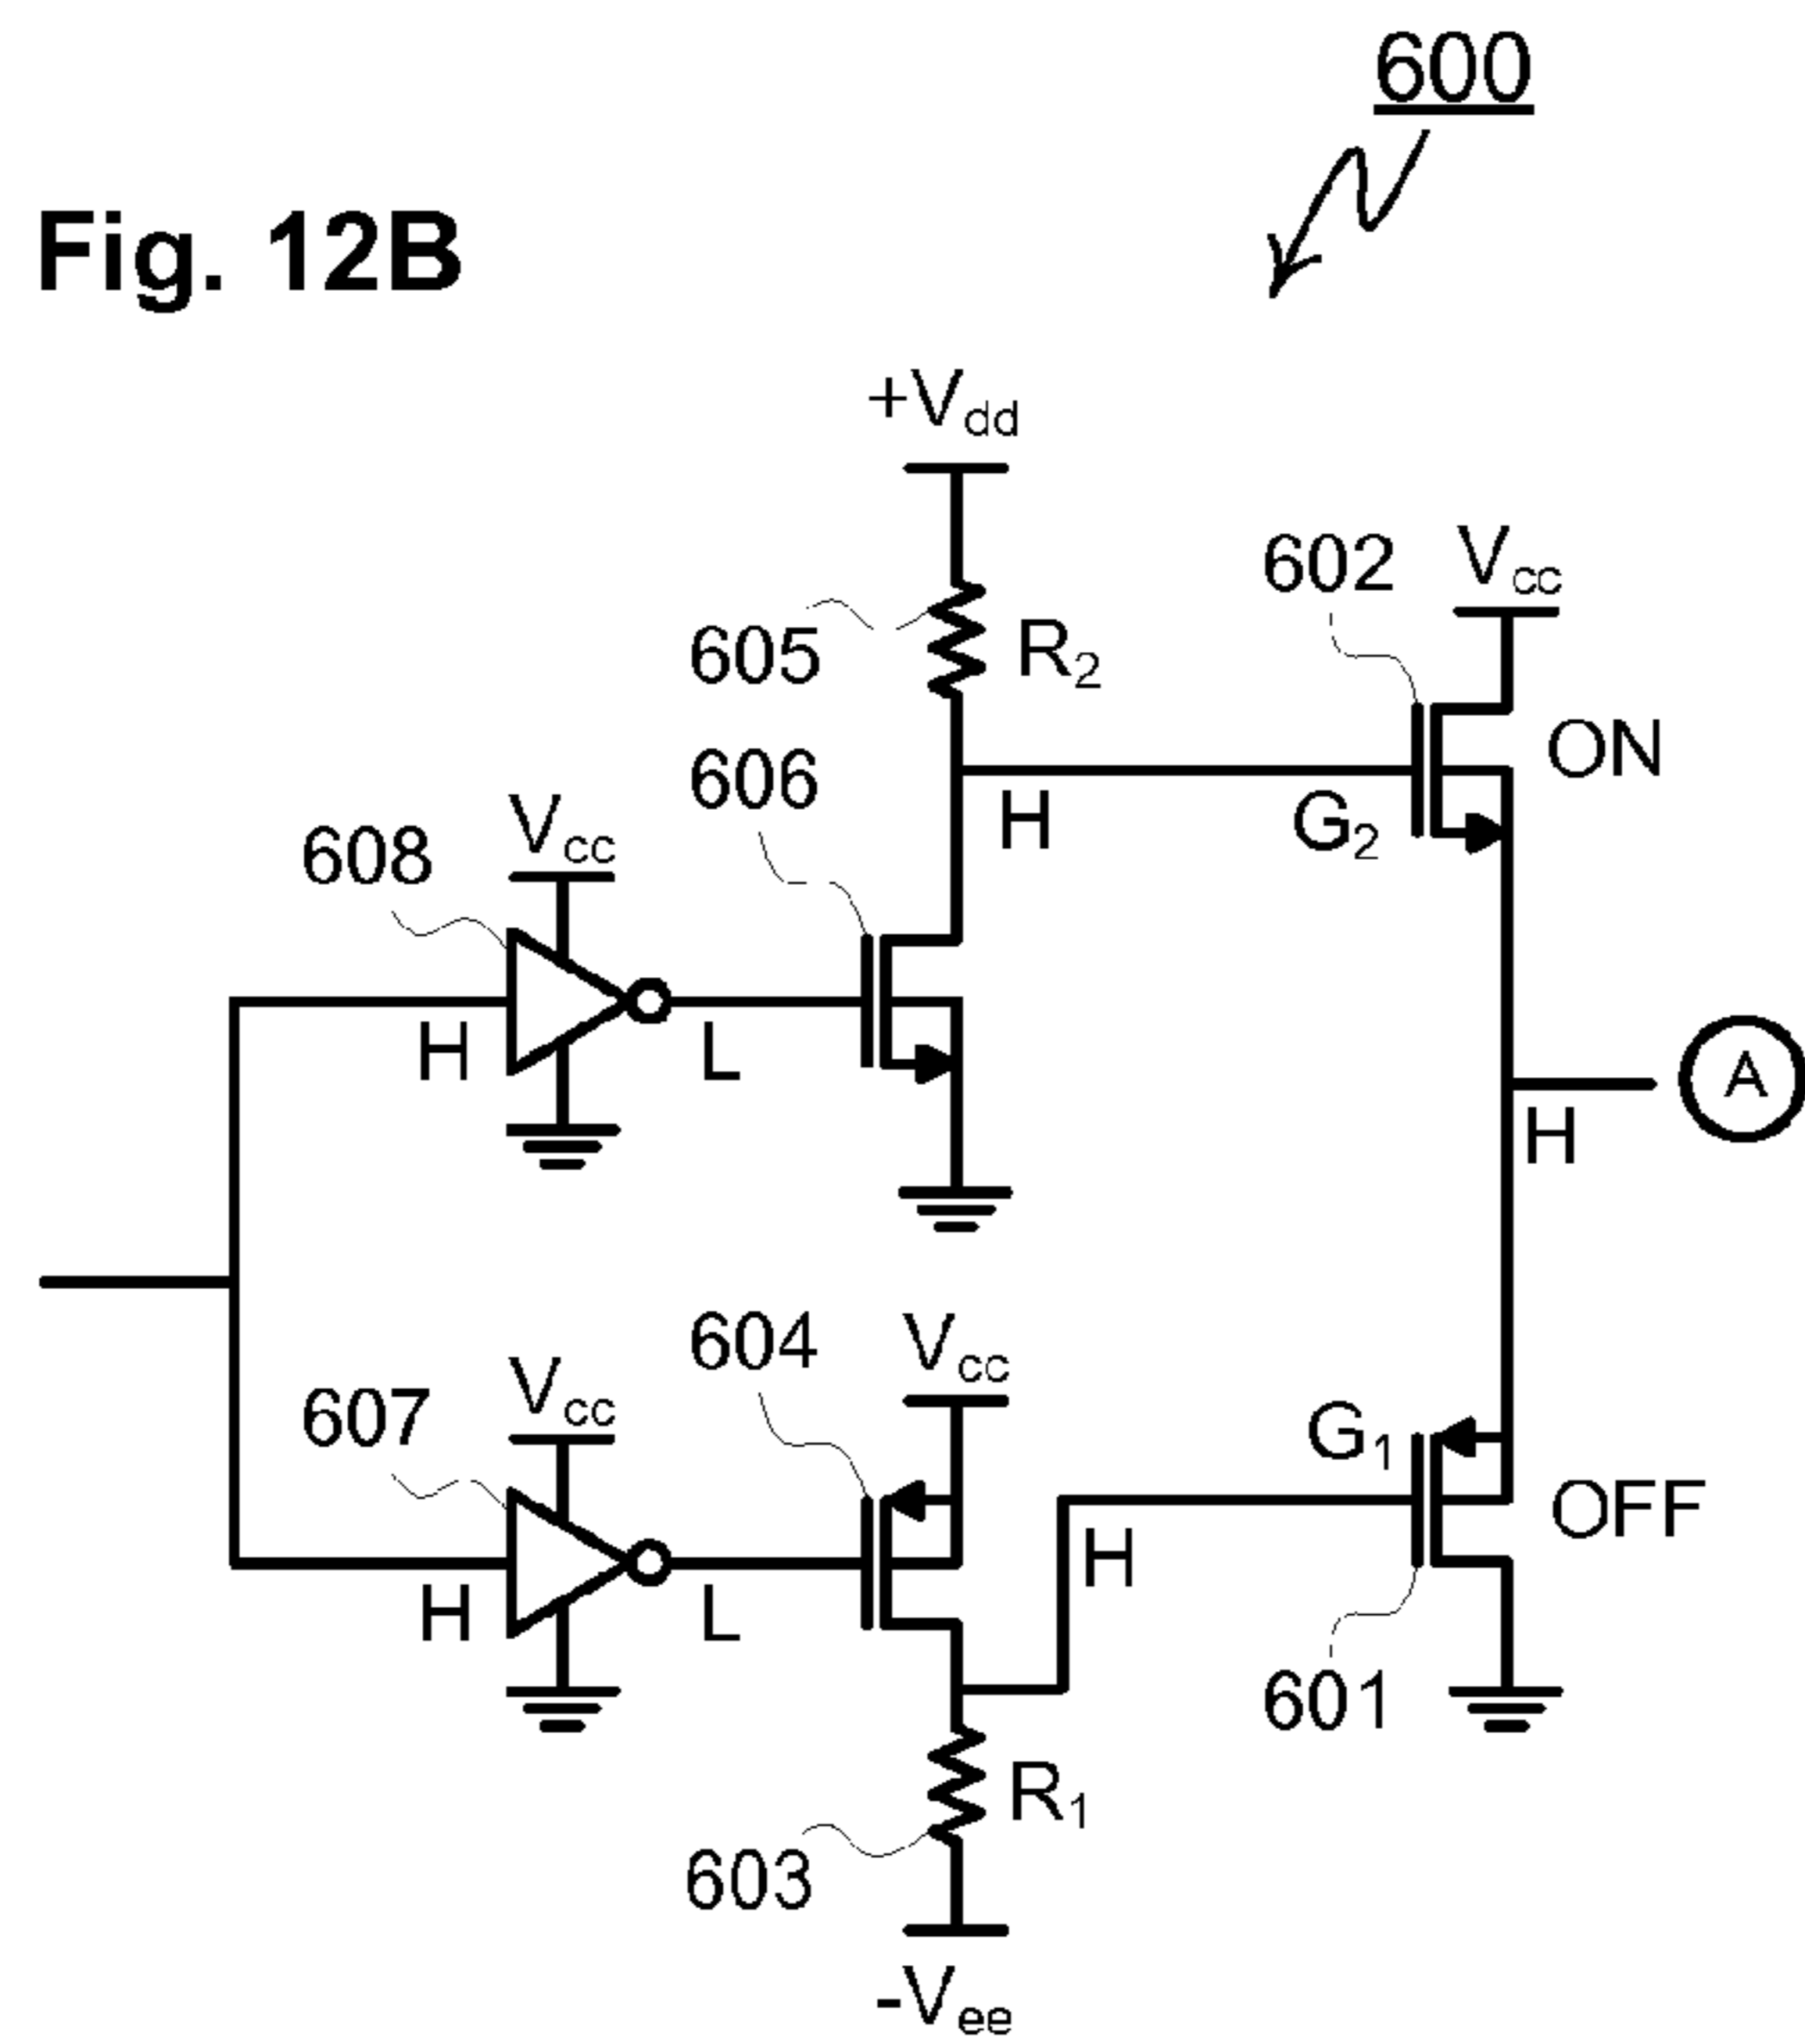 600
Fig. 12B
+Vdd
602 Vcc
605 R2
ON
606
H G2
Vcc
608
H L
A
H
604 Vcc
Vcc
607 G1
H OFF
H L
601
R1
603
-Vee